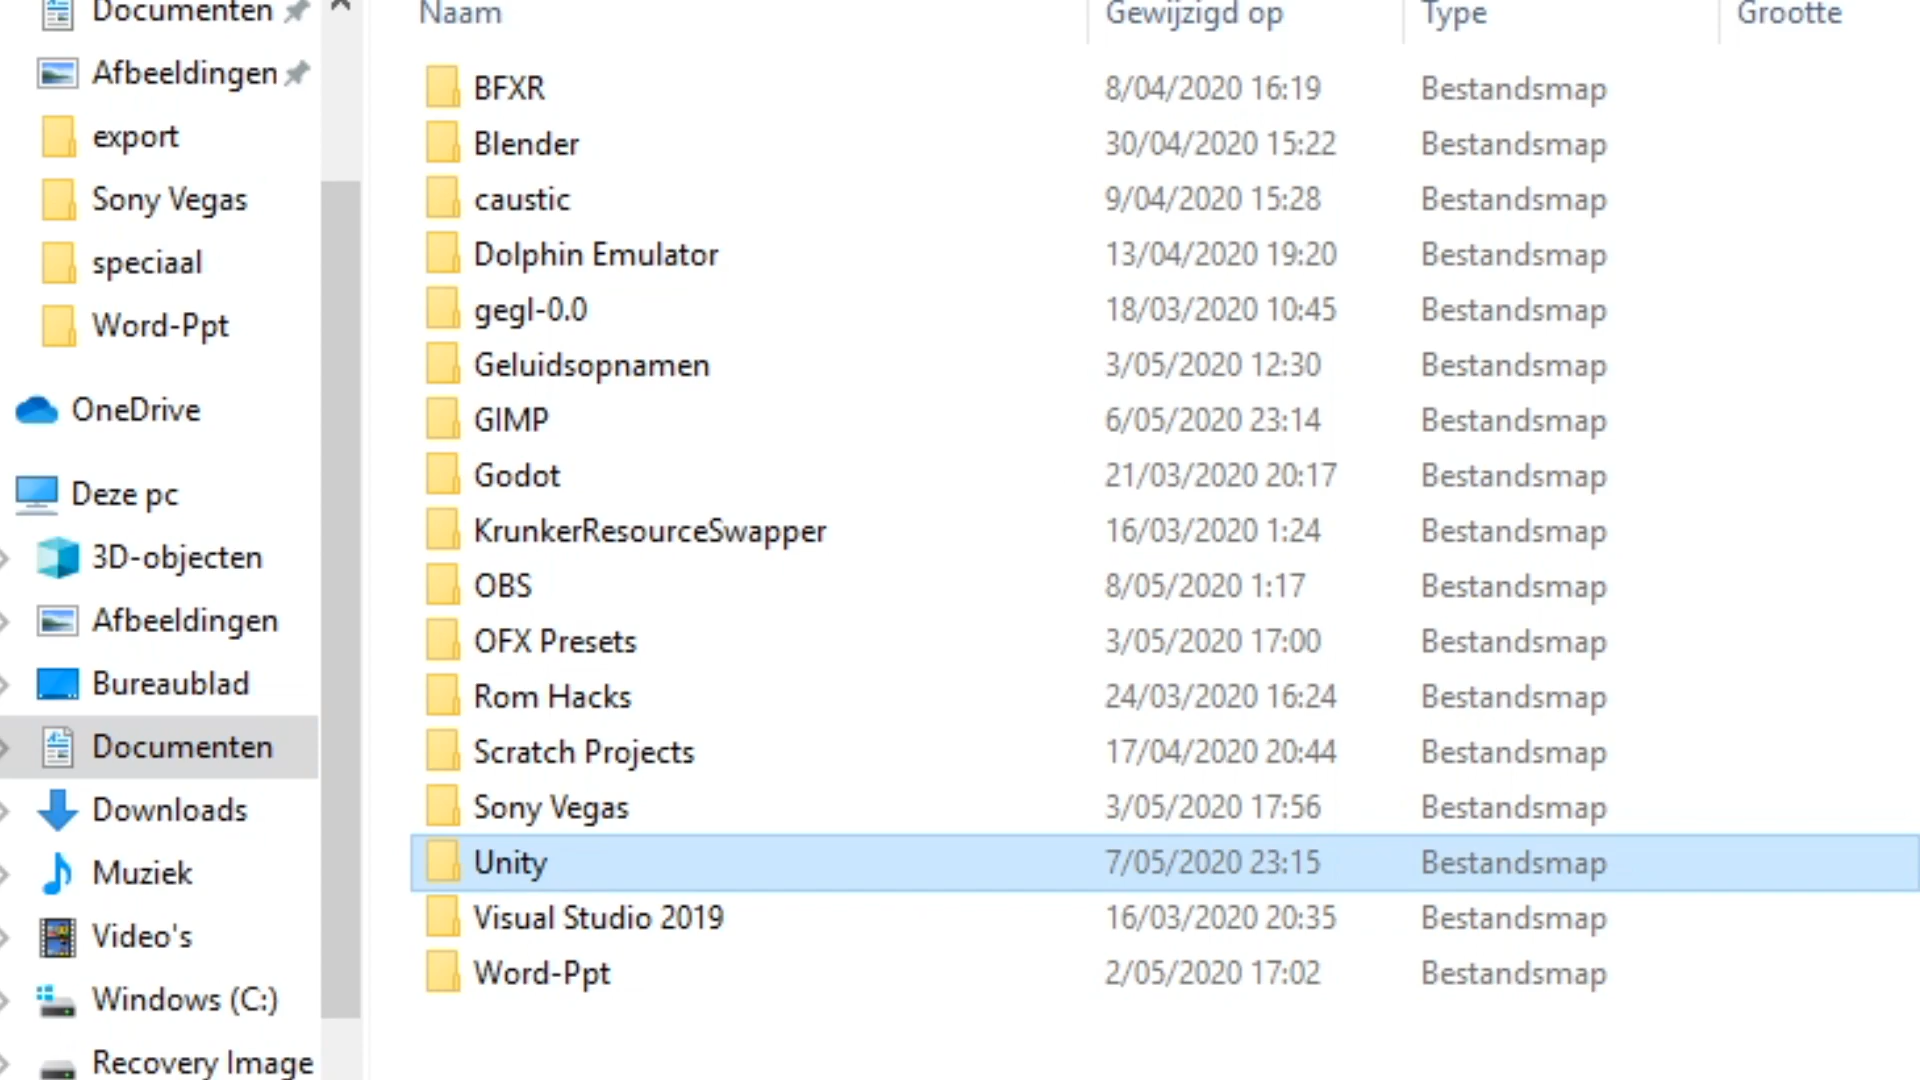 Documenten
Afbeeldingen
export
Sony Vegas
speciaal
Word-Ppt
OneDrive
Deze pc
3D-objecten
Afbeeldingen
Bureaublad
Documenten
Downloads
Muziek
Video's
Windows (C:)
Recovery Image
Naam Gewijzigd op Type Grootte
BFXR 8/04/2020 16:19 Bestandsmap
Blender 30/04/2020 15:22 Bestandsmap
caustic 9/04/2020 15:28 Bestandsmap
Dolphin Emulator 13/04/2020 19:20 Bestandsmap
gegl-0.0 18/03/2020 10:45 Bestandsmap
Geluidsopnamen 3/05/2020 12:30 Bestandsmap
GIMP 6/05/2020 23:14 Bestandsmap
Godot 21/03/2020 20:17 Bestandsmap
KrunkerResourceSwapper 16/03/2020 1:24 Bestandsmap
OBS 8/05/2020 1:17 Bestandsmap
OFX Presets 3/05/2020 17:00 Bestandsmap
Rom Hacks 24/03/2020 16:24 Bestandsmap
Scratch Projects 17/04/2020 20:44 Bestandsmap
Sony Vegas 3/05/2020 17:56 Bestandsmap
Unity 7/05/2020 23:15 Bestandsmap
Visual Studio 2019 16/03/2020 20:35 Bestandsmap
Word-Ppt 2/05/2020 17:02 Bestandsmap